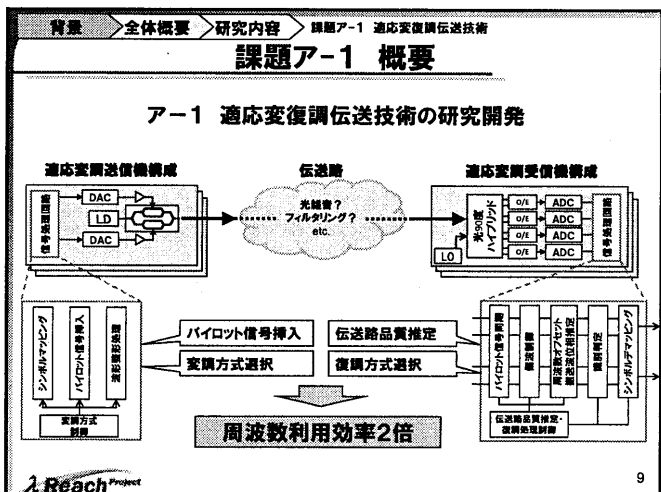 背景 全体概要 研究内容 課題ア-1 適応変復調伝送技術
課題ア-1 概要
ア-1 適応変復調伝送技術の研究開発
適応変調送信機構成
伝送路
適応変調受信機構成
信号処理回路
DAC
LD
DAC
光雑音?
フィルタリング?
etc.
LO
光90度
ハイブリッド
O/E
O/E
O/E
O/E
ADC
ADC
ADC
ADC
信号処理回路
シンボルマッピング
パイロット信号挿入
波形整形処理
変調方式
制御
パイロット信号挿入
変調方式選択
伝送路品質推定
復調方式選択
パイロット信号同期
周波数オフセット
搬送波位相推定
識別判定
シンボルデマッピング
伝送路品質推定・
復調処理制御
周波数利用効率2倍
λ Reach Project
9